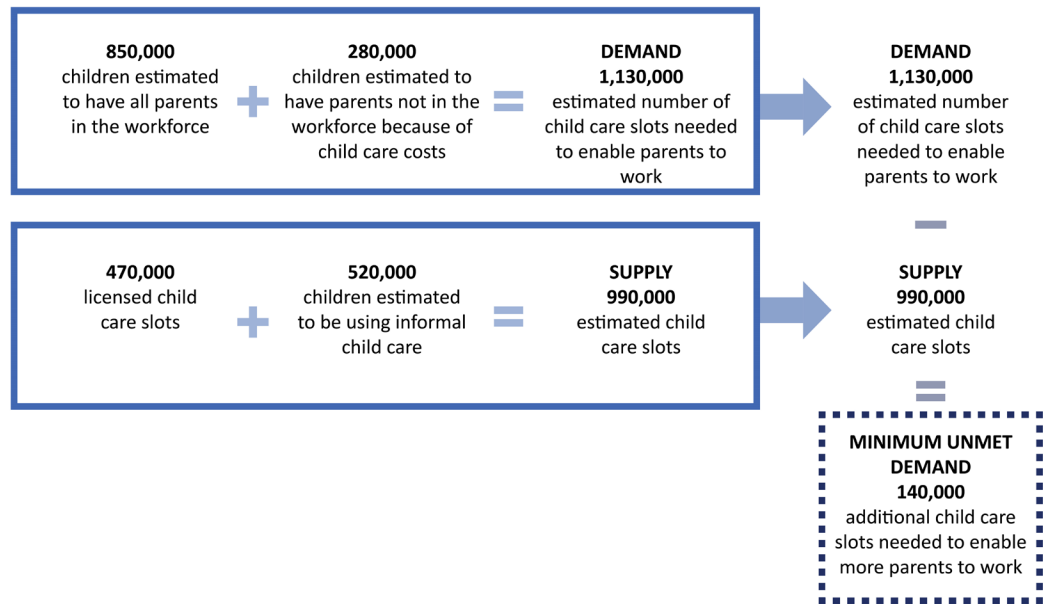 850,000
children estimated
to have all parents
in the workforce
+
280,000
children estimated to
have parents not in the
workforce because of
child care costs
=
DEMAND
1,130,000
estimated number of
child care slots needed
to enable parents to
work
DEMAND
1,130,000
estimated number
of child care slots
needed to enable
parents to work
–
470,000
licensed child
care slots
+
520,000
children estimated
to be using informal
child care
=
SUPPLY
990,000
estimated child
care slots
SUPPLY
990,000
estimated child
care slots
=
MINIMUM UNMET
DEMAND
140,000
additional child care
slots needed to enable
more parents to work